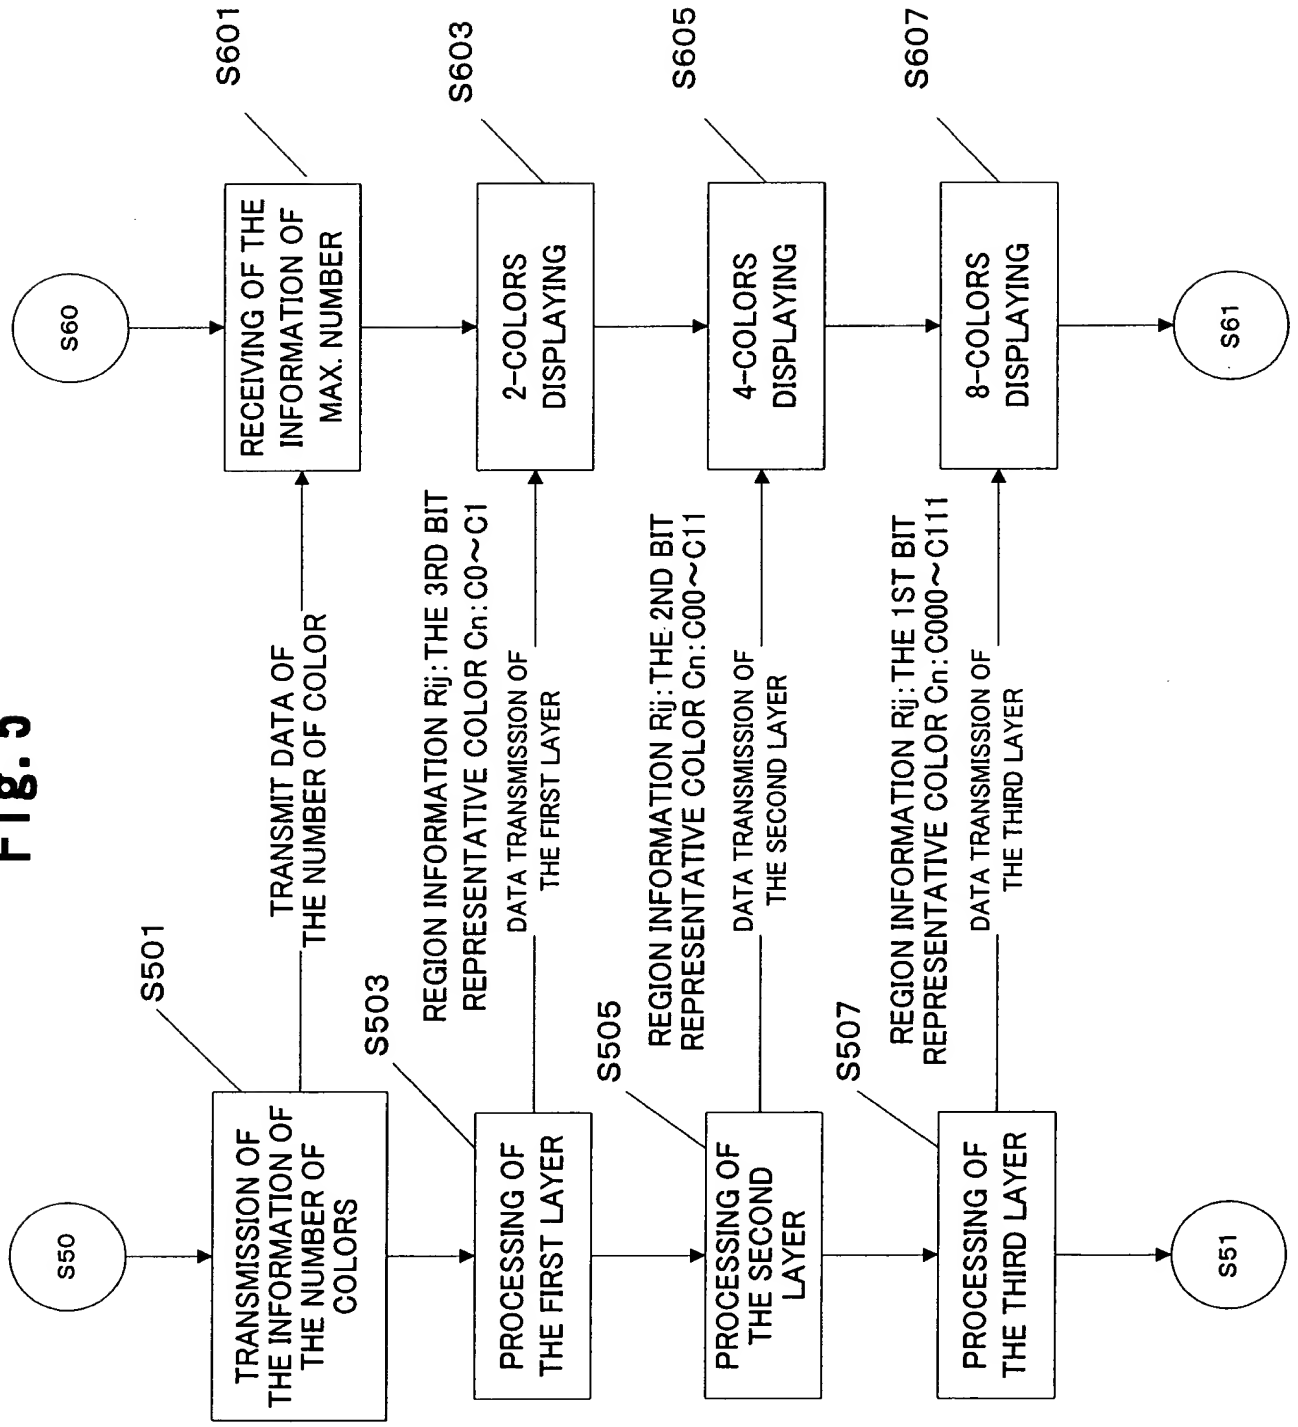 Fig. 5
S50
S60
S501
S601
TRANSMISSION OF
THE INFORMATION OF
THE NUMBER OF
COLORS
TRANSMIT DATA OF
THE NUMBER OF COLOR
RECEIVING OF THE
INFORMATION OF
MAX. NUMBER
S503
REGION INFORMATION Rij: THE 3RD BIT
REPRESENTATIVE COLOR Cn:C0~C1
S603
PROCESSING OF
THE FIRST LAYER
DATA TRANSMISSION OF
THE FIRST LAYER
2-COLORS
DISPLAYING
S505
REGION INFORMATION Rij: THE 2ND BIT
REPRESENTATIVE COLOR Cn:C00~C11
S605
PROCESSING OF
THE SECOND
LAYER
DATA TRANSMISSION OF
THE SECOND LAYER
4-COLORS
DISPLAYING
S507
REGION INFORMATION Rij: THE 1ST BIT
REPRESENTATIVE COLOR Cn:C000~C111
S607
PROCESSING OF
THE THIRD LAYER
DATA TRANSMISSION OF
THE THIRD LAYER
8-COLORS
DISPLAYING
S51
S61